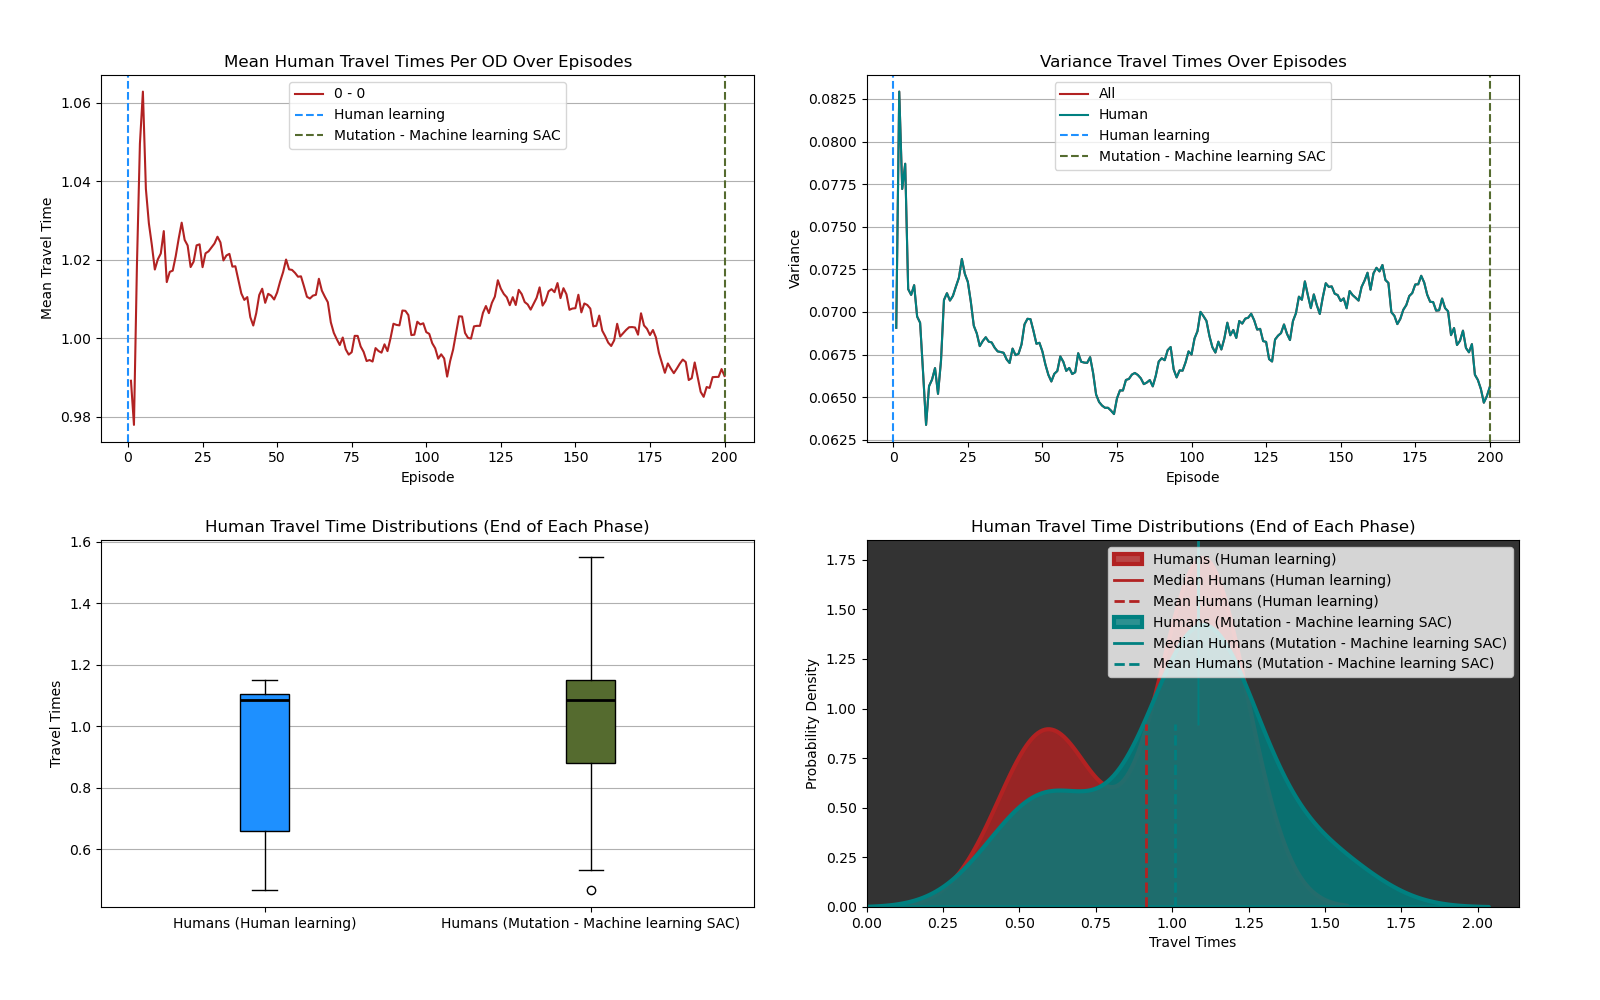 Mean Human Travel Times Per OD Over Episodes
Mean Travel Time
1.06
1.04
1.02
1.00
0.98
0 - 0
Human learning
Mutation - Machine learning SAC
0 25 50 75 100 125 150 175 200
Episode
Variance Travel Times Over Episodes
Variance
0.0825
0.0800
0.0775
0.0750
0.0725
0.0700
0.0675
0.0650
0.0625
All
Human
Human learning
Mutation - Machine learning SAC
0 25 50 75 100 125 150 175 200
Episode
Human Travel Time Distributions (End of Each Phase)
Travel Times
1.6
1.4
1.2
1.0
0.8
0.6
Humans (Human learning) Humans (Mutation - Machine learning SAC)
Human Travel Time Distributions (End of Each Phase)
Probability Density
1.75
1.50
1.25
1.00
0.75
0.50
0.25
0.00
Humans (Human learning)
Median Humans (Human learning)
Mean Humans (Human learning)
Humans (Mutation - Machine learning SAC)
Median Humans (Mutation - Machine learning SAC)
Mean Humans (Mutation - Machine learning SAC)
0.00 0.25 0.50 0.75 1.00 1.25 1.50 1.75 2.00
Travel Times